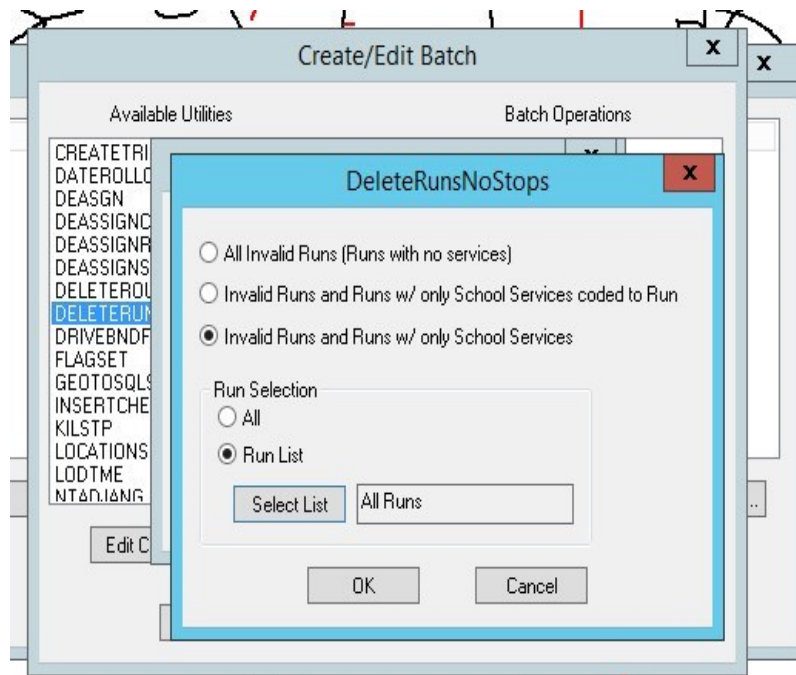 Create/Edit Batch
x
x
Available Utilities
Batch Operations
CREATETRI
DATEROLLO
DEASGN
DEASSIGNC
DEASSIGNR
DEASSIGNS
DELETEROU
DELETERUN
DRIVEBNDF
FLAGSET
GEOTOSQLS
INSERTCHE
KILSTP
LOCATIONS
LODTME
NTADJANG
Edit C
DeleteRunsNoStops
x
All Invalid Runs (Runs with no services)
Invalid Runs and Runs w/ only School Services coded to Run
Invalid Runs and Runs w/ only School Services
Run Selection
All
Run List
Select List
All Runs
OK
Cancel
..